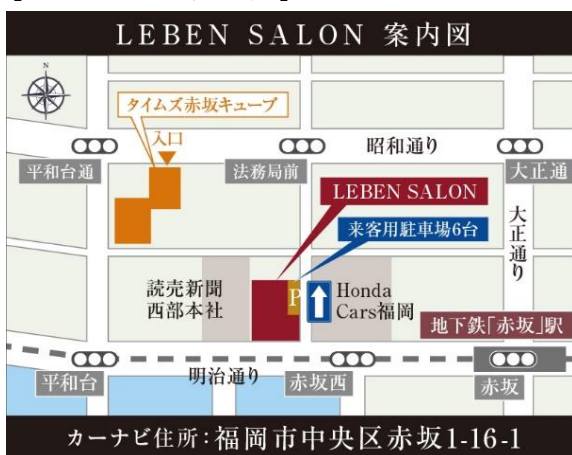 LEBEN SALON 案内図
N
タイムズ赤坂キューブ
入口
昭和通り
平和台通
法務局前
大正通
LEBEN SALON
来客用駐車場6台
大正通り
読売新聞
西部本社
P
Honda
Cars福岡
地下鉄「赤坂」駅
平和台
明治通り
赤坂西
赤坂
カーナビ住所：福岡市中央区赤坂1-16-1